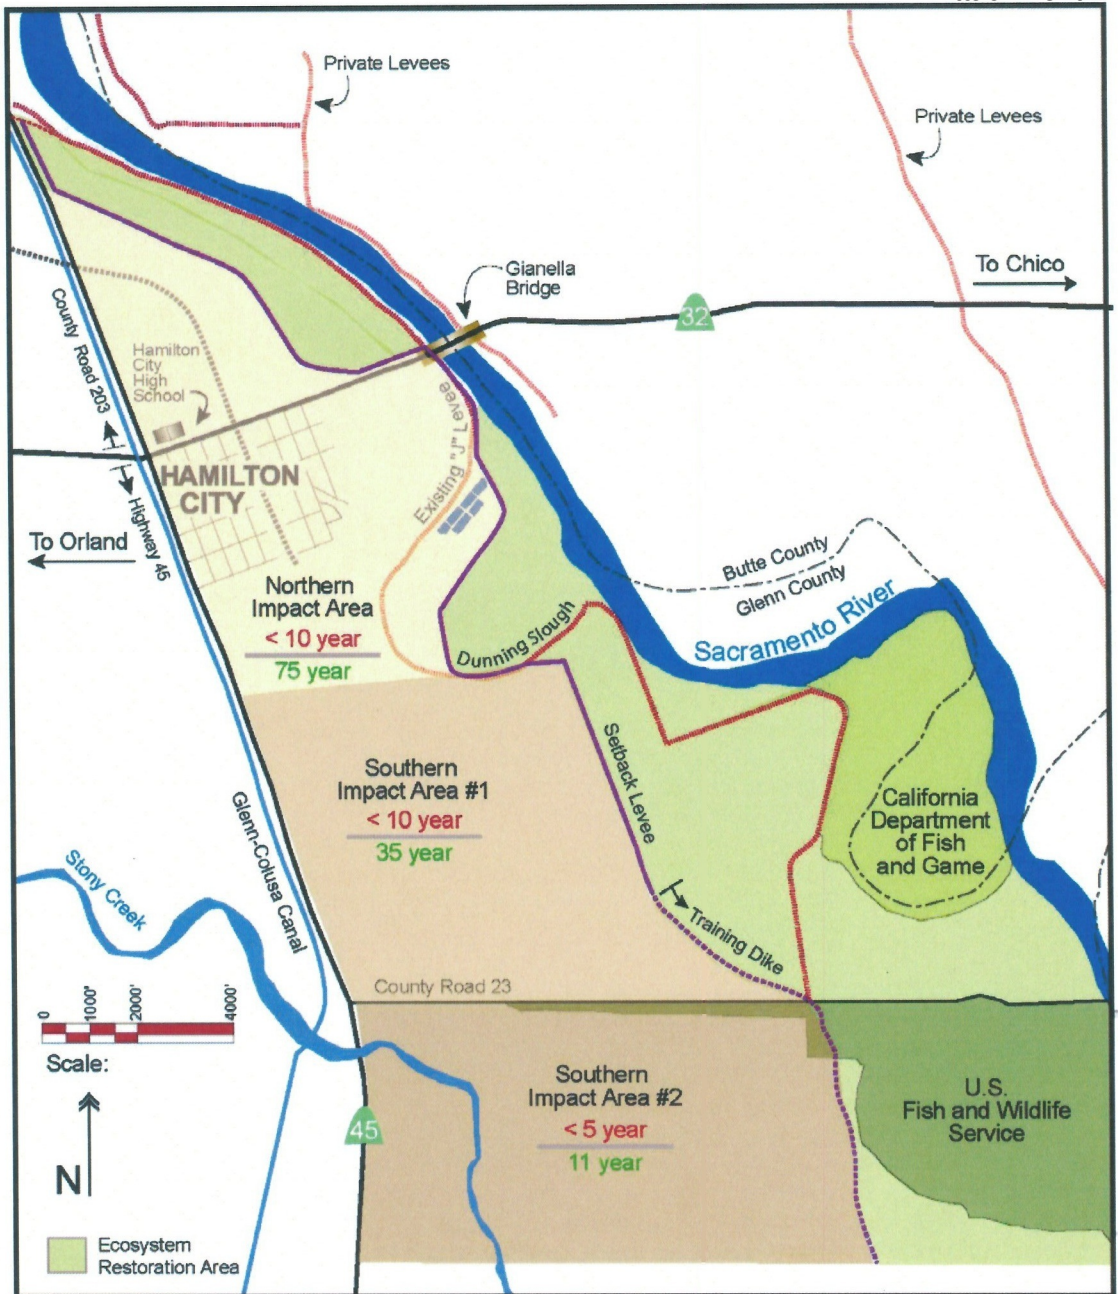 Private Levees
Private Levees
Gianella
Bridge
To Chico
32
County Road 203
Hamilton
City
High
School
Existing "J" Levee
HAMILTON
CITY
Highway 45
To Orland
Northern
Impact Area
< 10 year
75 year
Butte County
Glenn County
Sacramento River
Dunning Slough
Setback Levee
Southern
Impact Area #1
< 10 year
35 year
California
Department
of Fish
and Game
Glenn-Colusa Canal
Stony Creek
Training Dike
County Road 23
0 1000' 2000' 4000'
Scale:
N
45
Southern
Impact Area #2
< 5 year
11 year
U.S.
Fish and Wildlife
Service
Ecosystem
Restoration Area